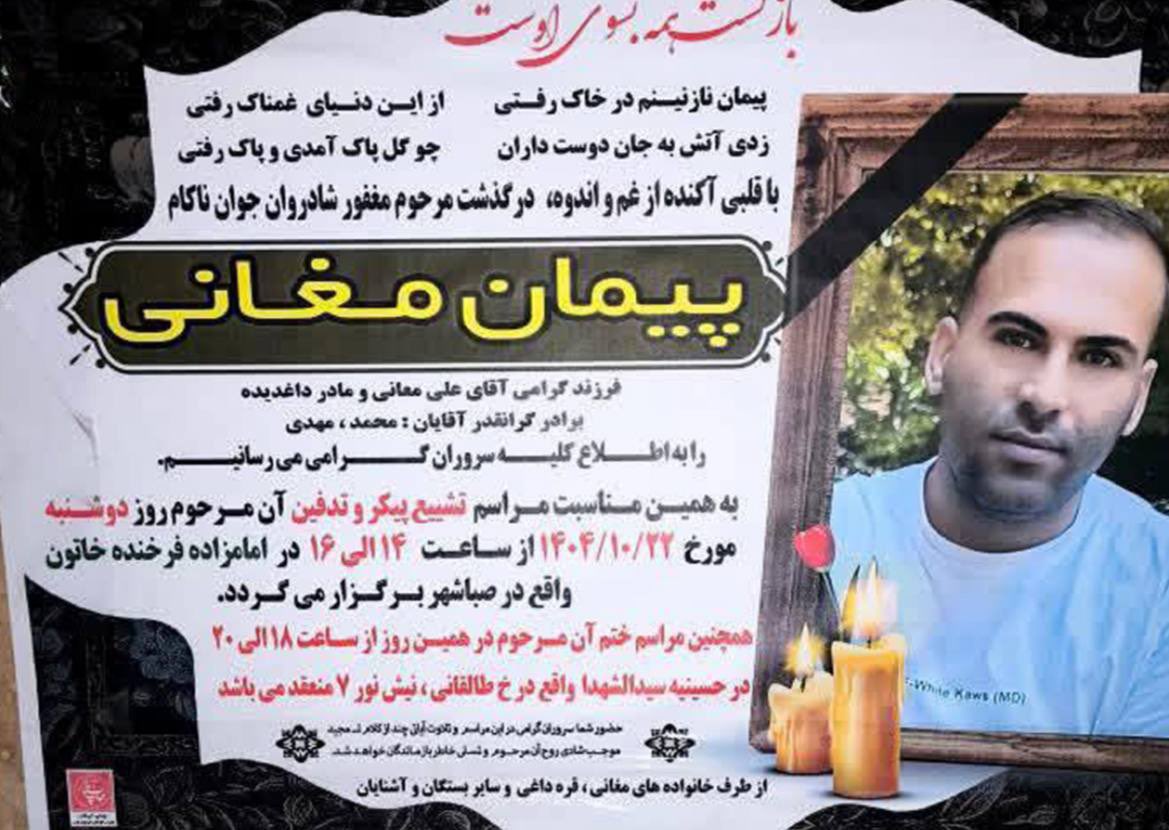 بازگشت همه بسوی اوست
پیمان نازنینم در خاک رفتی از این دنیای غمناک رفتی
زدی آتش به جان دوست داران چو گل پاک آمدی و پاک رفتی
با قلبی آکنده از غم و اندوه، درگذشت مرحوم مغفور شادروان جوان ناکام
پیمان مغانی
فرزند گرامی آقای علی مغانی و مادر داغدیده
برادر گرانقدر آقایان : محمد ، مهدی
را به اطلاع کلیه سروران گرامی می رسانیم.
به همین مناسبت مراسم تشییع پیکر و تدفین آن مرحوم روز دوشنبه
مورخ ۱۴۰۴/۱۰/۲۲ از ساعت ۱۴ الی ۱۶ در امامزاده فرخنده خاتون
واقع در صباشهر برگزار می گردد.
همچنین مراسم ختم آن مرحوم در همین روز از ساعت ۱۸ الی ۲۰
در حسینیه سیدالشهدا واقع در خ طالقانی ، نبش نور ۷ منعقد می باشد
حضور شما سروران گرامی در این مراسم و تلاوت آیاتی چند از کلام ا... مجید
موجب شادی روح آن مرحوم و تسلی خاطر بازماندگان خواهد شد.
از طرف خانواده های مغانی ، قره داغی و سایر بستگان و آشنایان
F-White Kaws (MD)